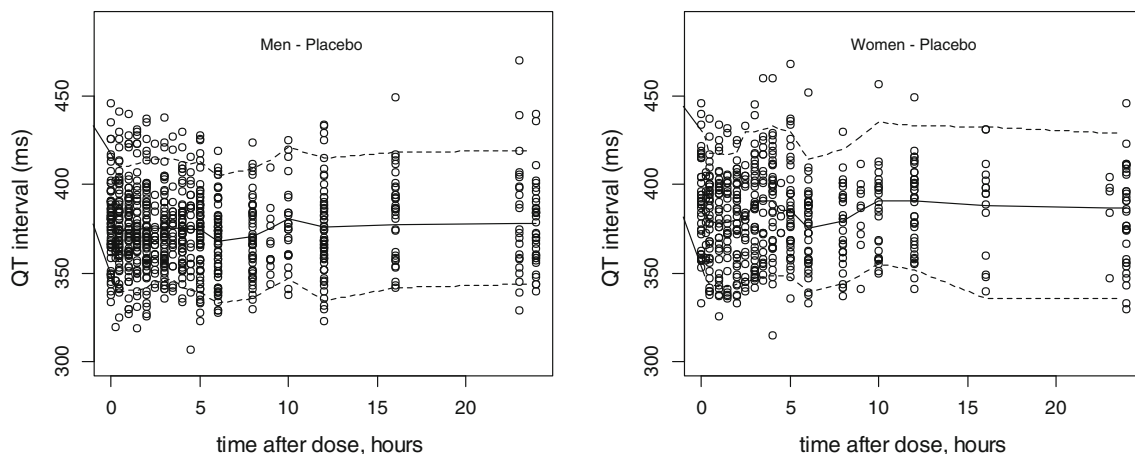 Men - Placebo
QT interval (ms)
450
400
350
300
0 5 10 15 20
time after dose, hours
Women - Placebo
QT interval (ms)
450
400
350
300
0 5 10 15 20
time after dose, hours